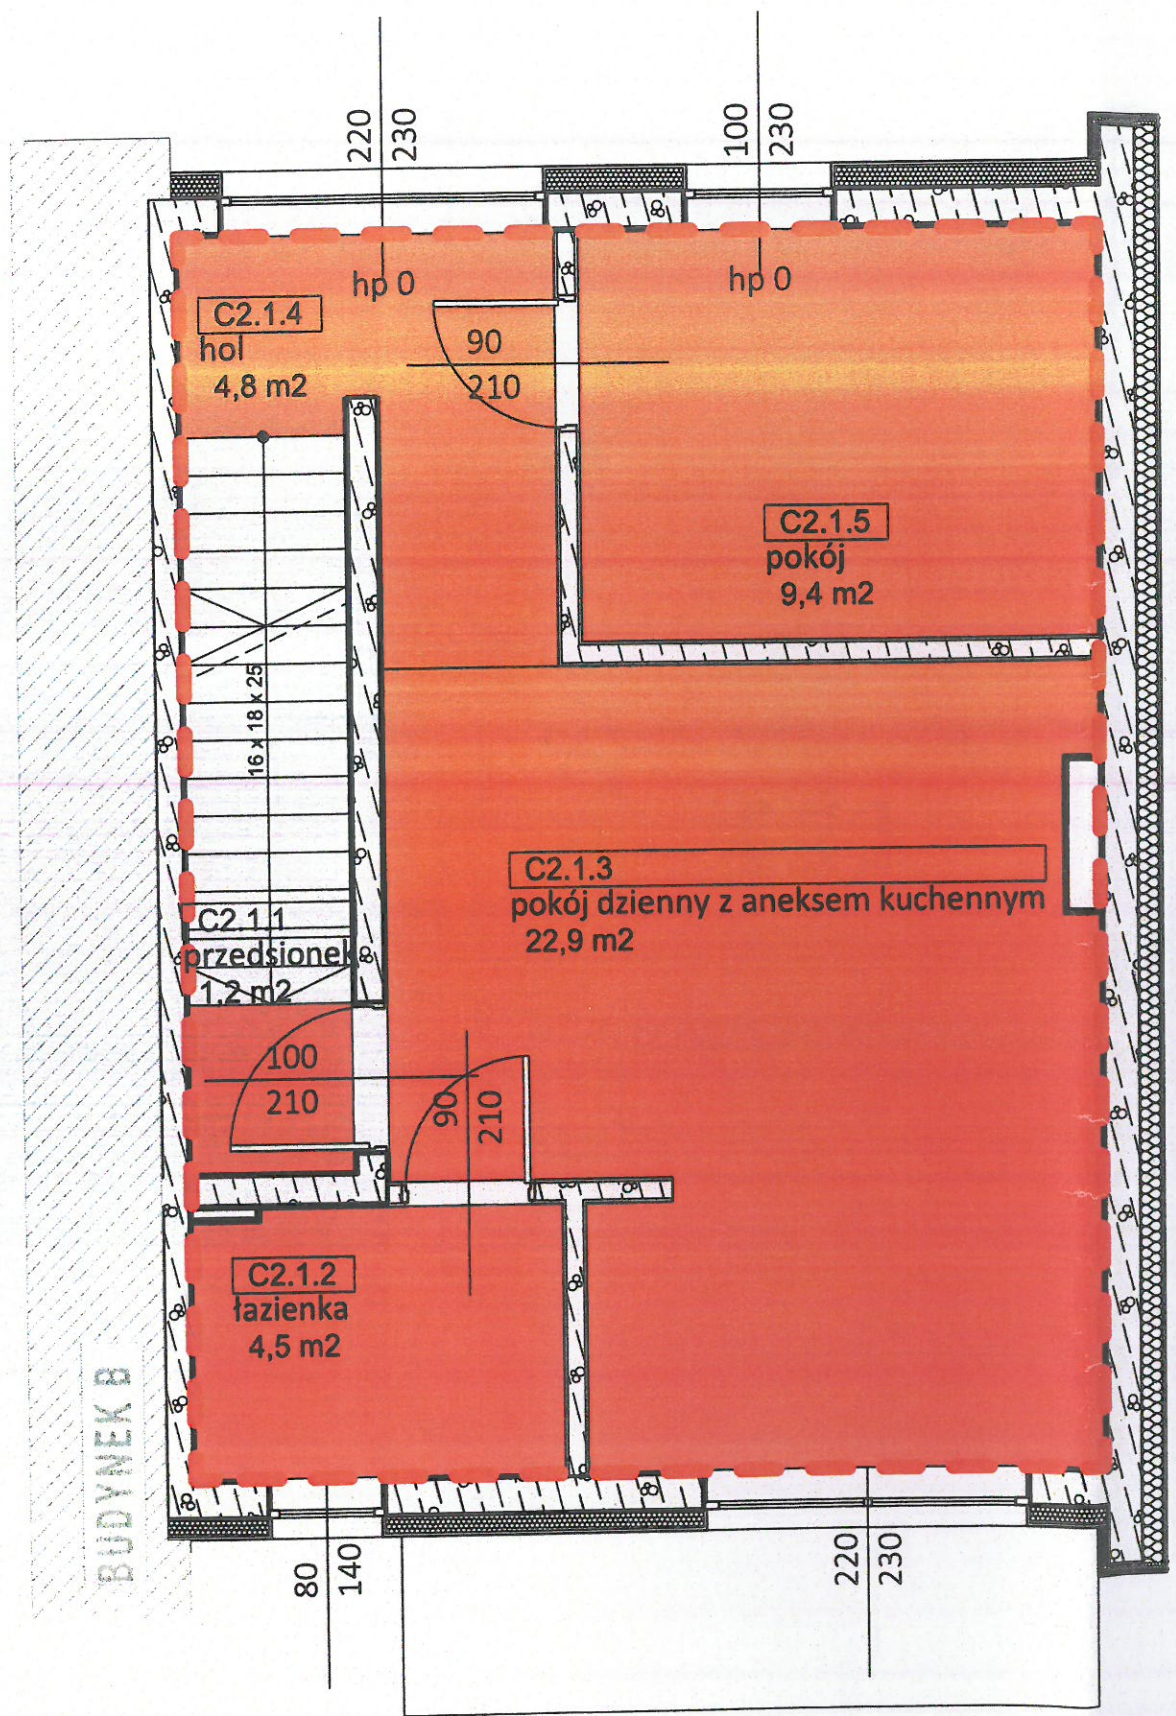 220
230
100
230
hp 0
hp 0
C2.1.4
hol
4,8 m2
90
210
C2.1.5
pokój
9,4 m2
16 x 18 x 25
C2.1.3
pokój dzienny z aneksem kuchennym
22,9 m2
C2.1.1
przedsionek
1,2 m2
100
210
90
210
C2.1.2
łazienka
4,5 m2
BUDYNEK B
80
140
220
230